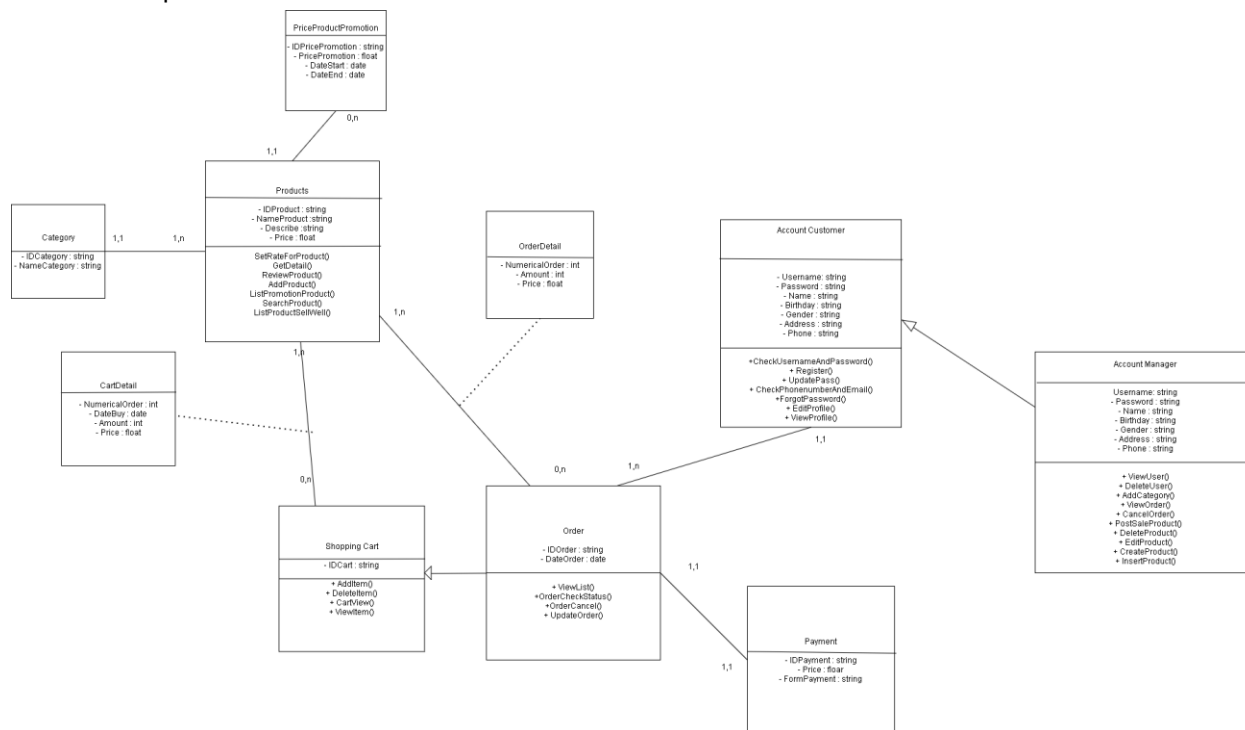 PriceProductPromotion
- IDPricePromotion : string
- PricePromotion : float
- DateStart : date
- DateEnd : date
0,n
1,1
Products
- IDProduct : string
- NameProduct :string
- Describe :string
- Price : float
SetRateForProduct()
GetDetail()
ReviewProduct()
AddProduct()
ListPromotionProduct()
SearchProduct()
ListProductSellWell()
Category
- IDCategory : string
- NameCategory : string
1,1
1,n
OrderDetail
- NumericalOrder : int
- Amount : int
- Price : float
1,n
1,n
CartDetail
- NumericalOrder : int
- DateBuy : date
- Amount : int
- Price : float
0,n
0,n
Account Customer
- Username: string
- Password : string
- Name : string
- Birthday : string
- Gender : string
- Address : string
- Phone : string
+CheckUsernameAndPassword()
+ Register()
+ UpdatePass()
+ CheckPhonenumberAndEmail()
+ForgotPassword()
+ EditProfile()
+ ViewProfile()
1,1
1,n
Account Manager
Username: string
- Password : string
- Name : string
- Birthday : string
- Gender : string
- Address : string
- Phone : string
+ ViewUser()
+ DeleteUser()
+ AddCategory()
+ ViewOrder()
+ CancelOrder()
+ PostSaleProduct()
+ DeleteProduct()
+ EditProduct()
+ CreateProduct()
+ InsertProduct()
Shopping Cart
- IDCart : string
+ AddItem()
+ DeleteItem()
+ CartView()
+ ViewItem()
Order
- IDOrder : string
- DateOrder : date
+ ViewList()
+OrderCheckStatus()
+OrderCancel()
+ UpdateOrder()
1,1
1,1
Payment
- IDPayment : string
- Price : floar
- FormPayment : string